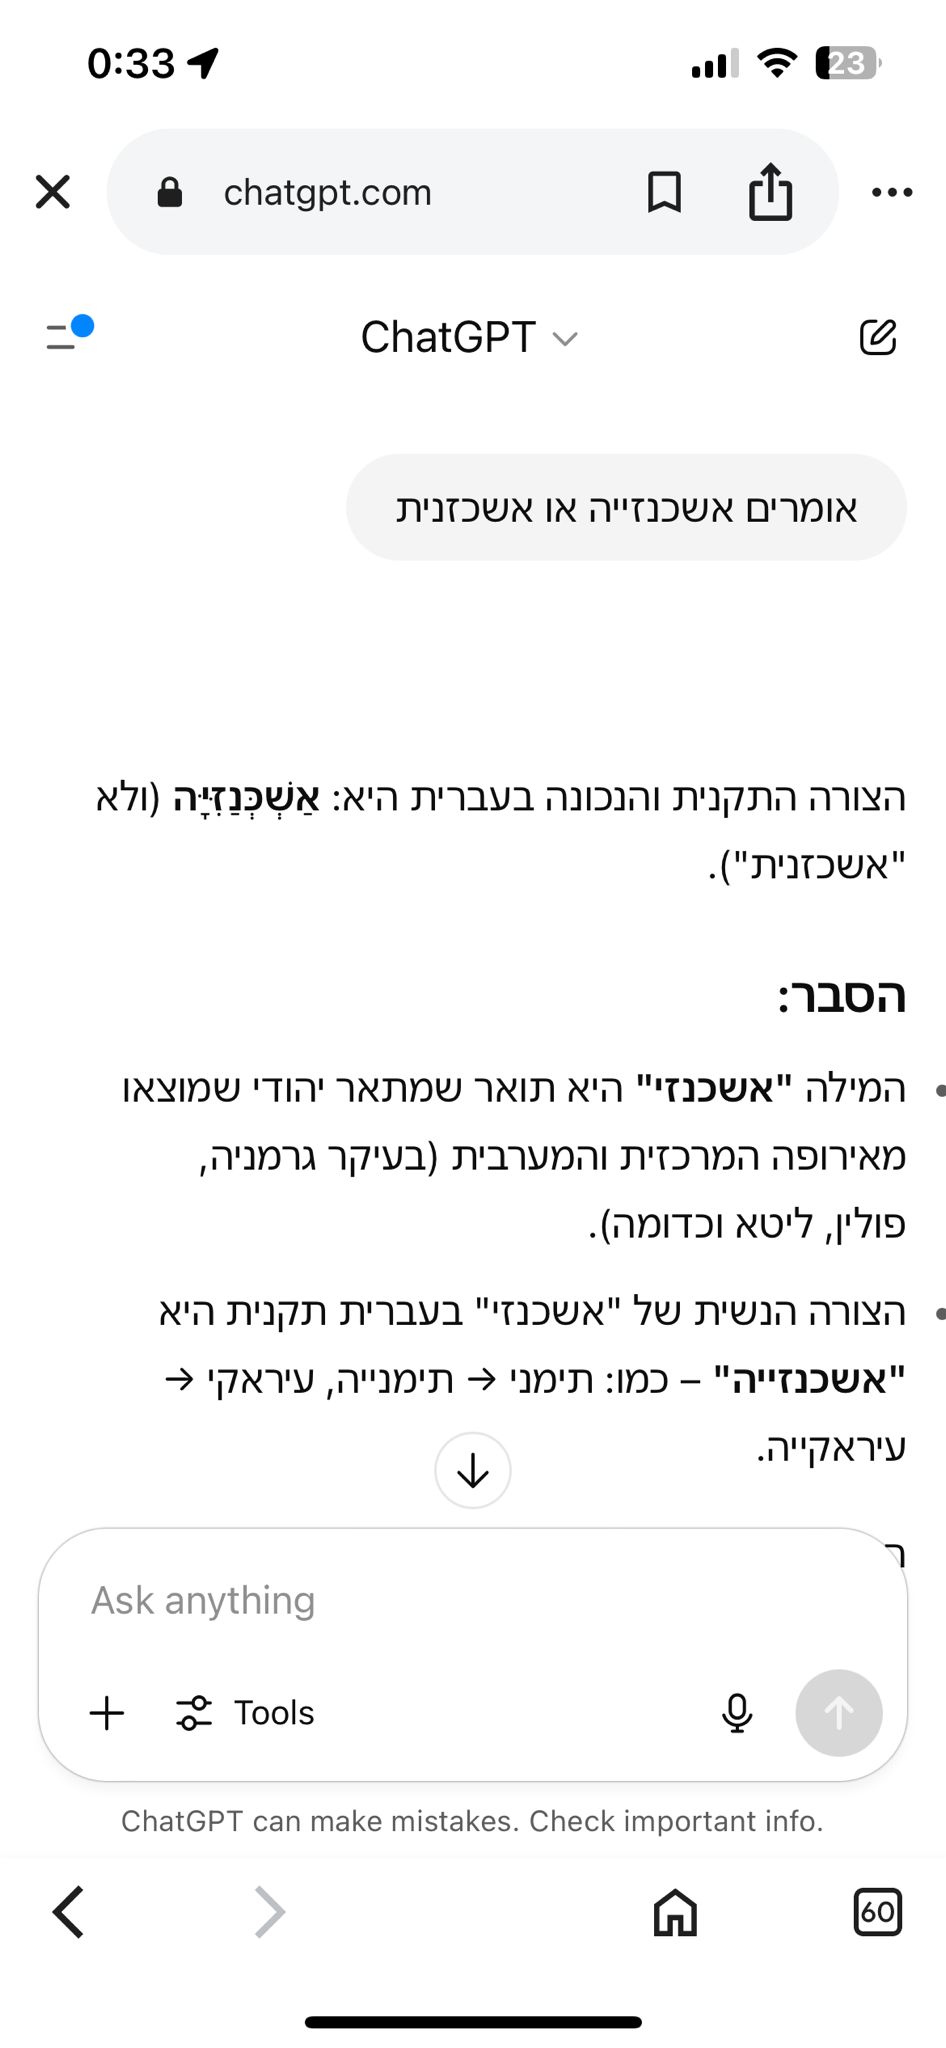 0:33
23
chatgpt.com
ChatGPT
אומרים אשכנזייה או אשכזנית
הצורה התקנית והנכונה בעברית היא: אַשְׁכְּנַזִּיָּה (ולא
"אשכזנית").
הסבר:
המילה "אשכנזי" היא תואר שמתאר יהודי שמוצאו
מאירופה המרכזית והמערבית (בעיקר גרמניה,
פולין, ליטא וכדומה).
הצורה הנשית של "אשכנזי" בעברית תקנית היא
"אשכנזייה" – כמו: תימני → תימנייה, עיראקי →
עיראקייה.
Ask anything
Tools
ChatGPT can make mistakes. Check important info.
60